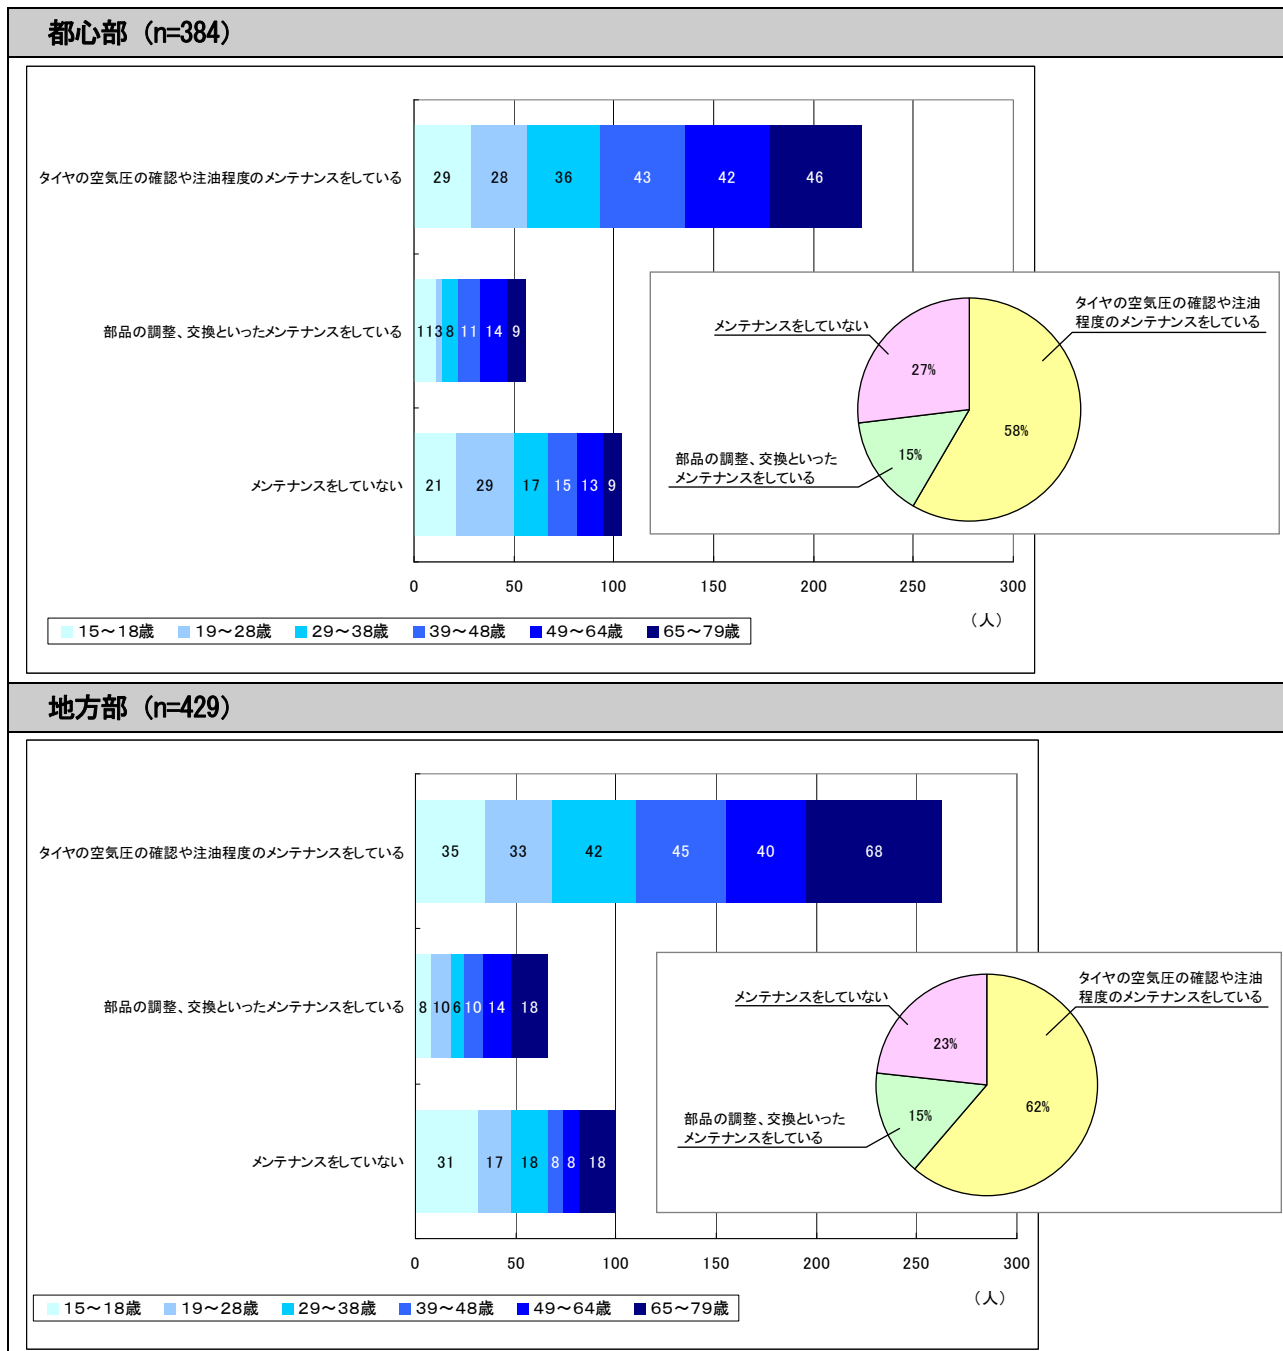 都心部（n=384）
タイヤの空気圧の確認や注油程度のメンテナンスをしている
29 28 36 43 42 46
部品の調整、交換といったメンテナンスをしている
11 3 8 11 14 9
メンテナンスをしていない
21 29 17 15 13 9
0 50 100 150 200 250 300
（人）
15～18歳 19～28歳 29～38歳 39～48歳 49～64歳 65～79歳
タイヤの空気圧の確認や注油
程度のメンテナンスをしている
メンテナンスをしていない
27%
58%
15%
部品の調整、交換といった
メンテナンスをしている
地方部（n=429）
タイヤの空気圧の確認や注油程度のメンテナンスをしている
35 33 42 45 40 68
部品の調整、交換といったメンテナンスをしている
8 10 6 10 14 18
メンテナンスをしていない
31 17 18 8 8 18
0 50 100 150 200 250 300
（人）
15～18歳 19～28歳 29～38歳 39～48歳 49～64歳 65～79歳
タイヤの空気圧の確認や注油
程度のメンテナンスをしている
メンテナンスをしていない
23%
62%
15%
部品の調整、交換といった
メンテナンスをしている